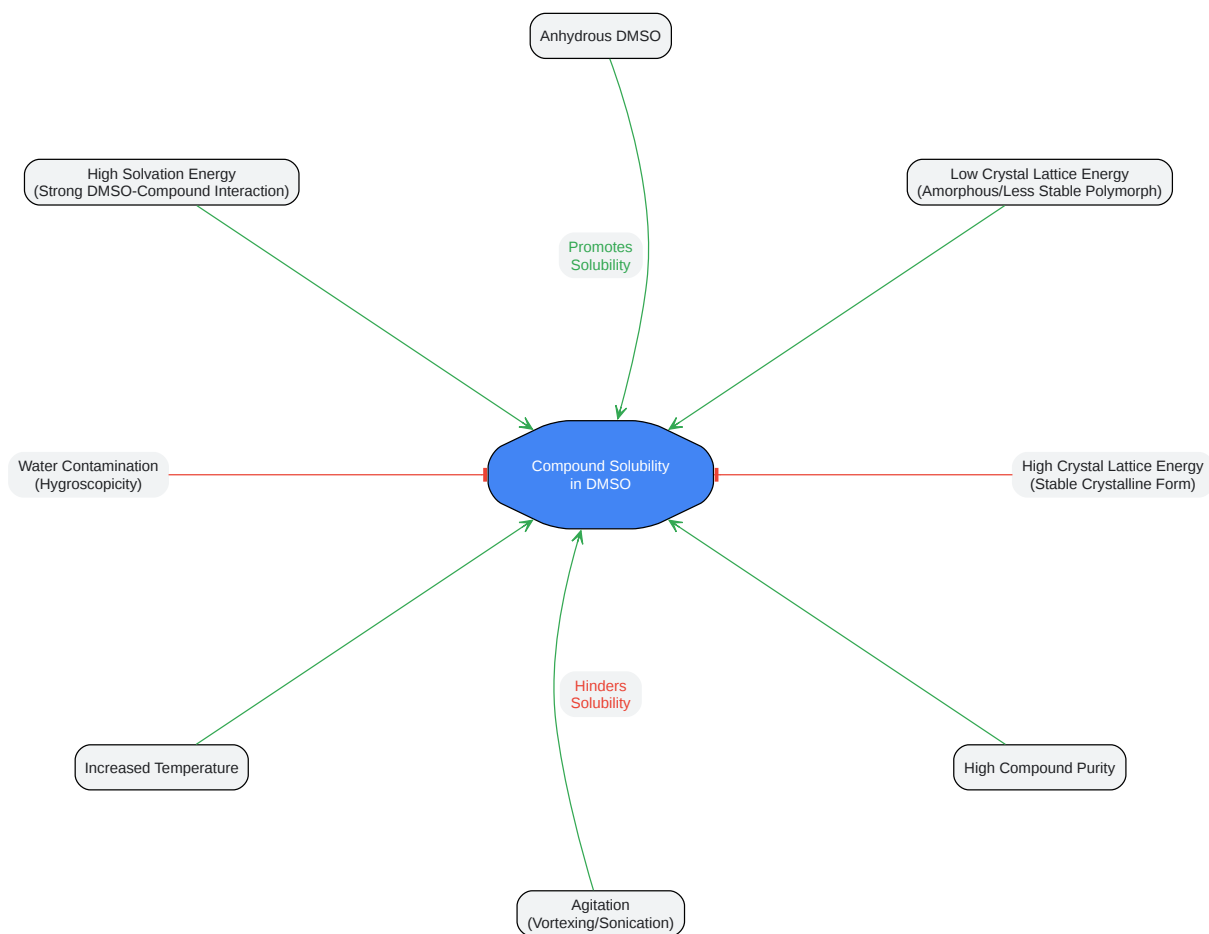 Anhydrous DMSO
High Solvation Energy
(Strong DMSO-Compound Interaction)
Low Crystal Lattice Energy
(Amorphous/Less Stable Polymorph)
Promotes
Solubility
Water Contamination
(Hygroscopicity)
Compound Solubility
in DMSO
High Crystal Lattice Energy
(Stable Crystalline Form)
Hinders
Solubility
Increased Temperature
High Compound Purity
Agitation
(Vortexing/Sonication)